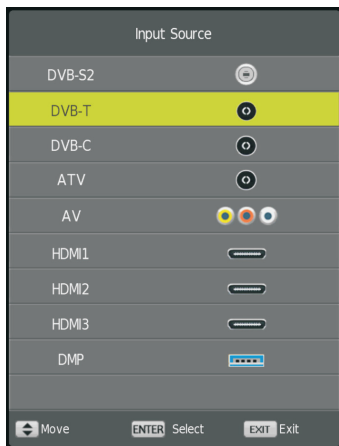 Input Source
DVB-S2
DVB-T
DVB-C
ATV
AV
HDMI1
HDMI2
HDMI3
DMP
Move ENTER Select EXIT Exit